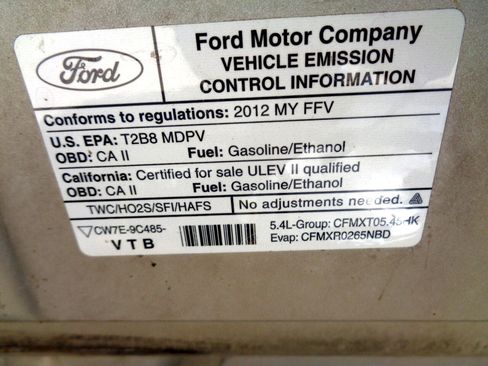 Ford
Ford Motor Company
VEHICLE EMISSION
CONTROL INFORMATION
Conforms to regulations: 2012 MY FFV
U.S. EPA: T2B8 MDPV
OBD: CA II Fuel: Gasoline/Ethanol
California: Certified for sale ULEV II qualified
OBD: CA II Fuel: Gasoline/Ethanol
TWC/HO2S/SFI/HAFS No adjustments needed.
CW7E-9C485- 5.4L-Group: CFMXT05.45HK
VTB Evap: CFMXR0265NBD